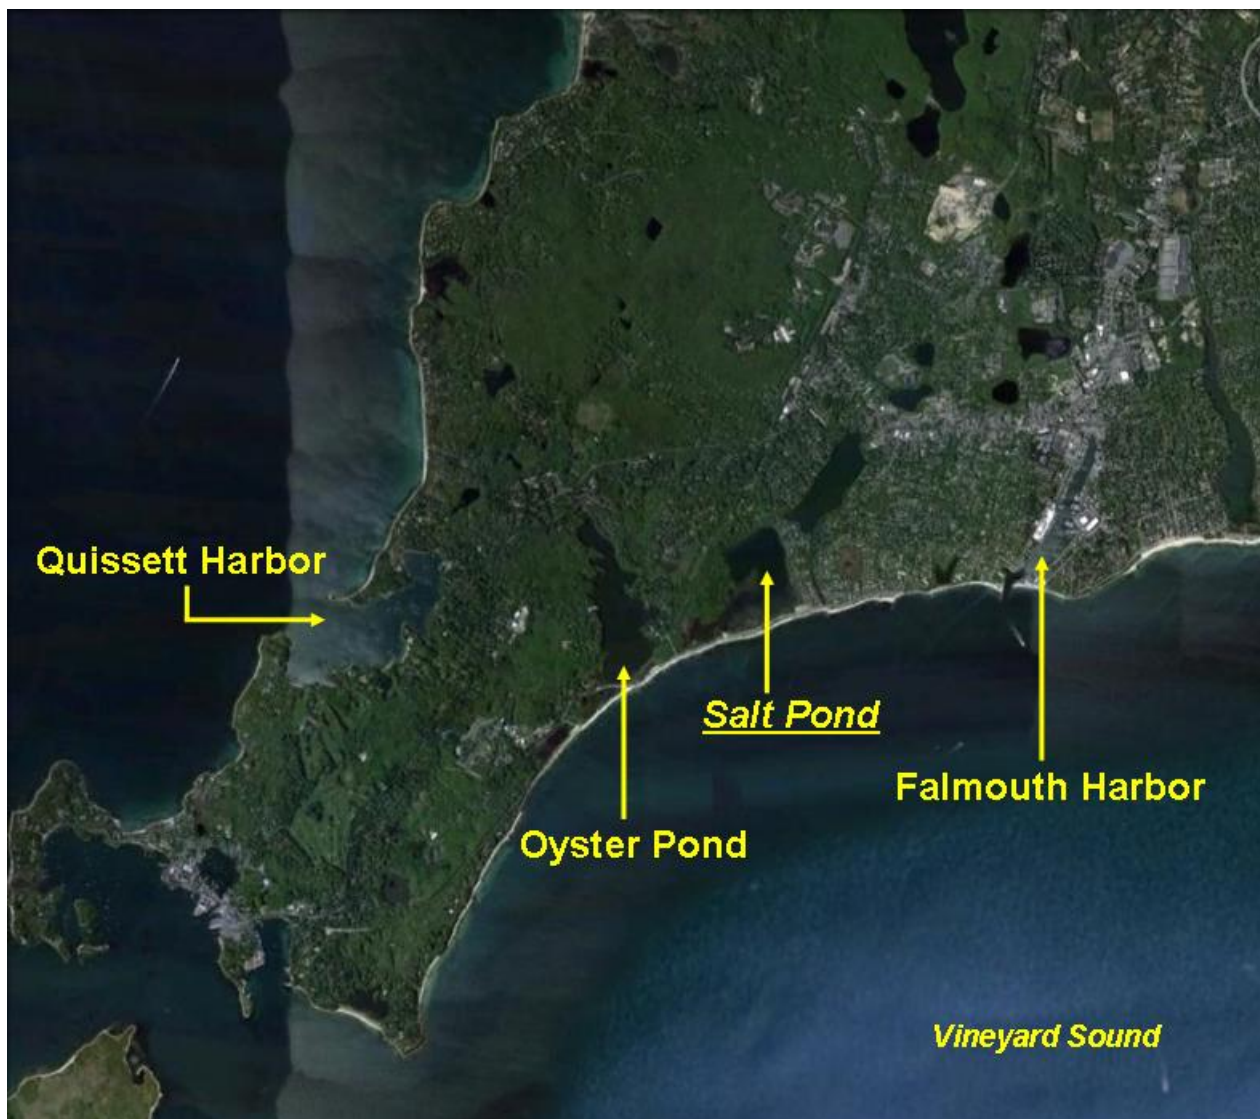 Quissett Harbor
Salt Pond
Falmouth Harbor
Oyster Pond
Vineyard Sound